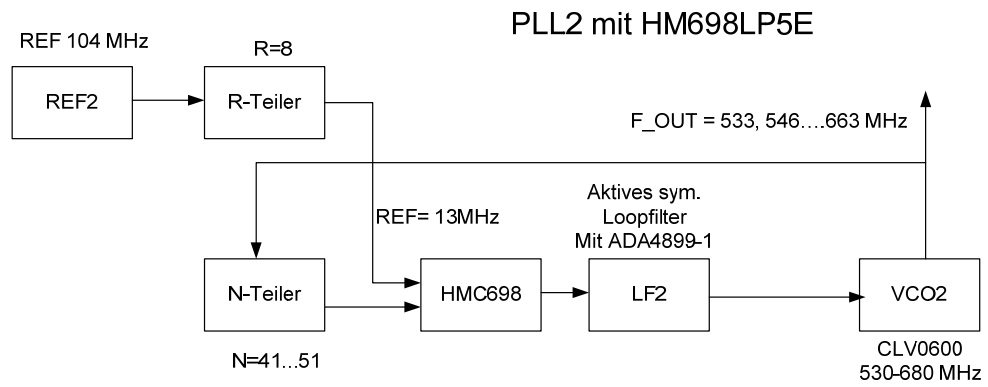 PLL2 mit HM698LP5E
REF 104 MHz
R=8
REF2
R-Teiler
F_OUT = 533, 546....663 MHz
Aktives sym.
Loopfilter
Mit ADA4899-1
REF= 13MHz
N-Teiler
HMC698
LF2
VCO2
N=41...51
CLV0600
530-680 MHz